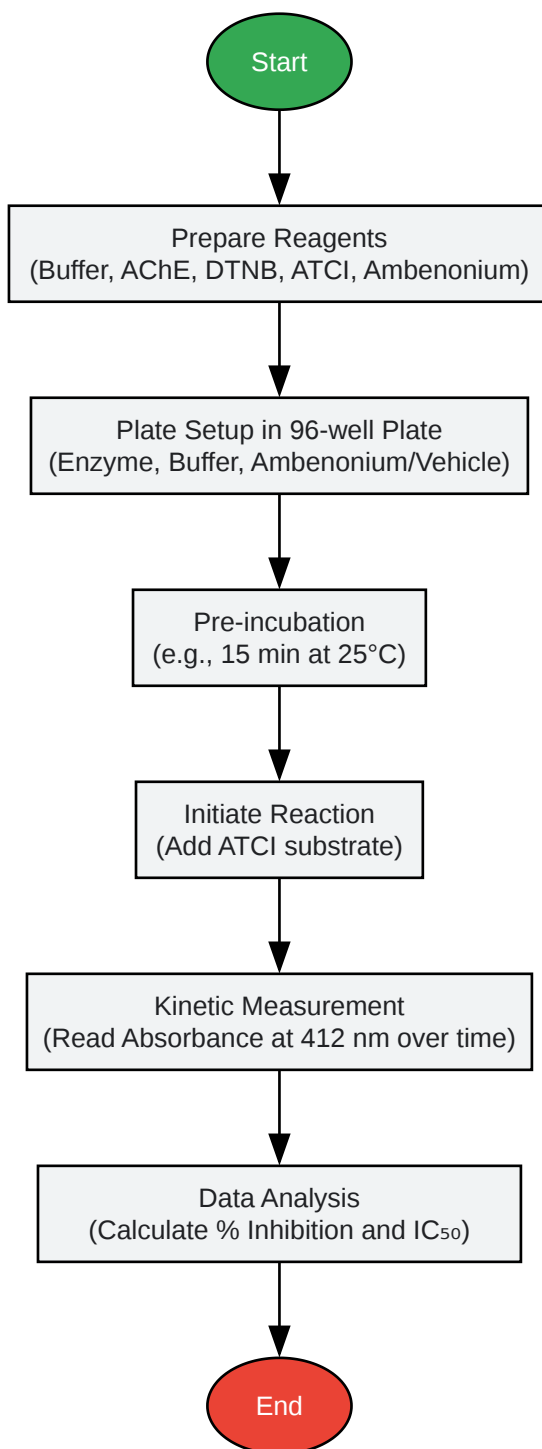 Start
Prepare Reagents
(Buffer, AChE, DTNB, ATCI, Ambenonium)
Plate Setup in 96-well Plate
(Enzyme, Buffer, Ambenonium/Vehicle)
Pre-incubation
(e.g., 15 min at 25°C)
Initiate Reaction
(Add ATCI substrate)
Kinetic Measurement
(Read Absorbance at 412 nm over time)
Data Analysis
(Calculate % Inhibition and IC₅₀)
End